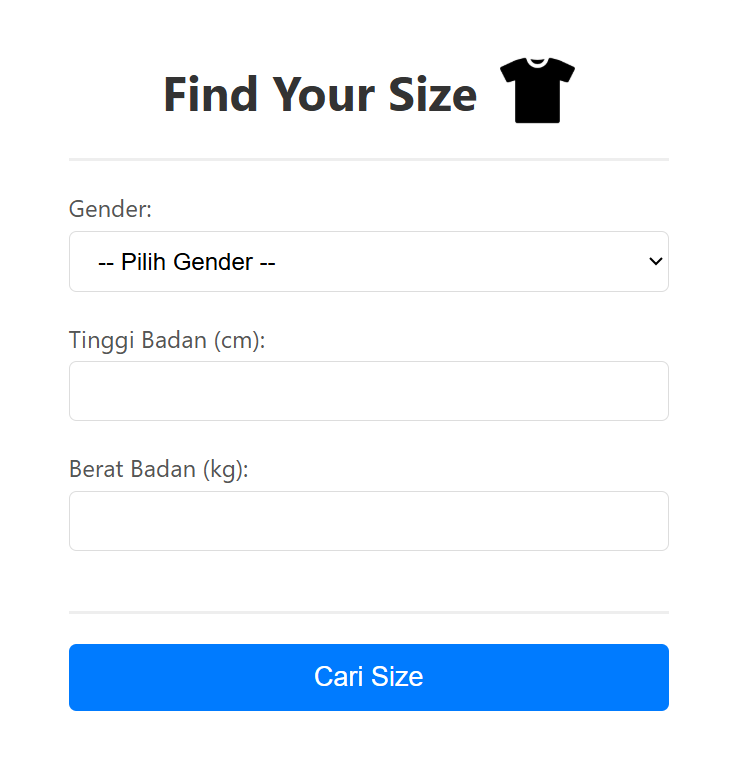 Find Your Size
Gender:
-- Pilih Gender --
Tinggi Badan (cm):
Berat Badan (kg):
Cari Size